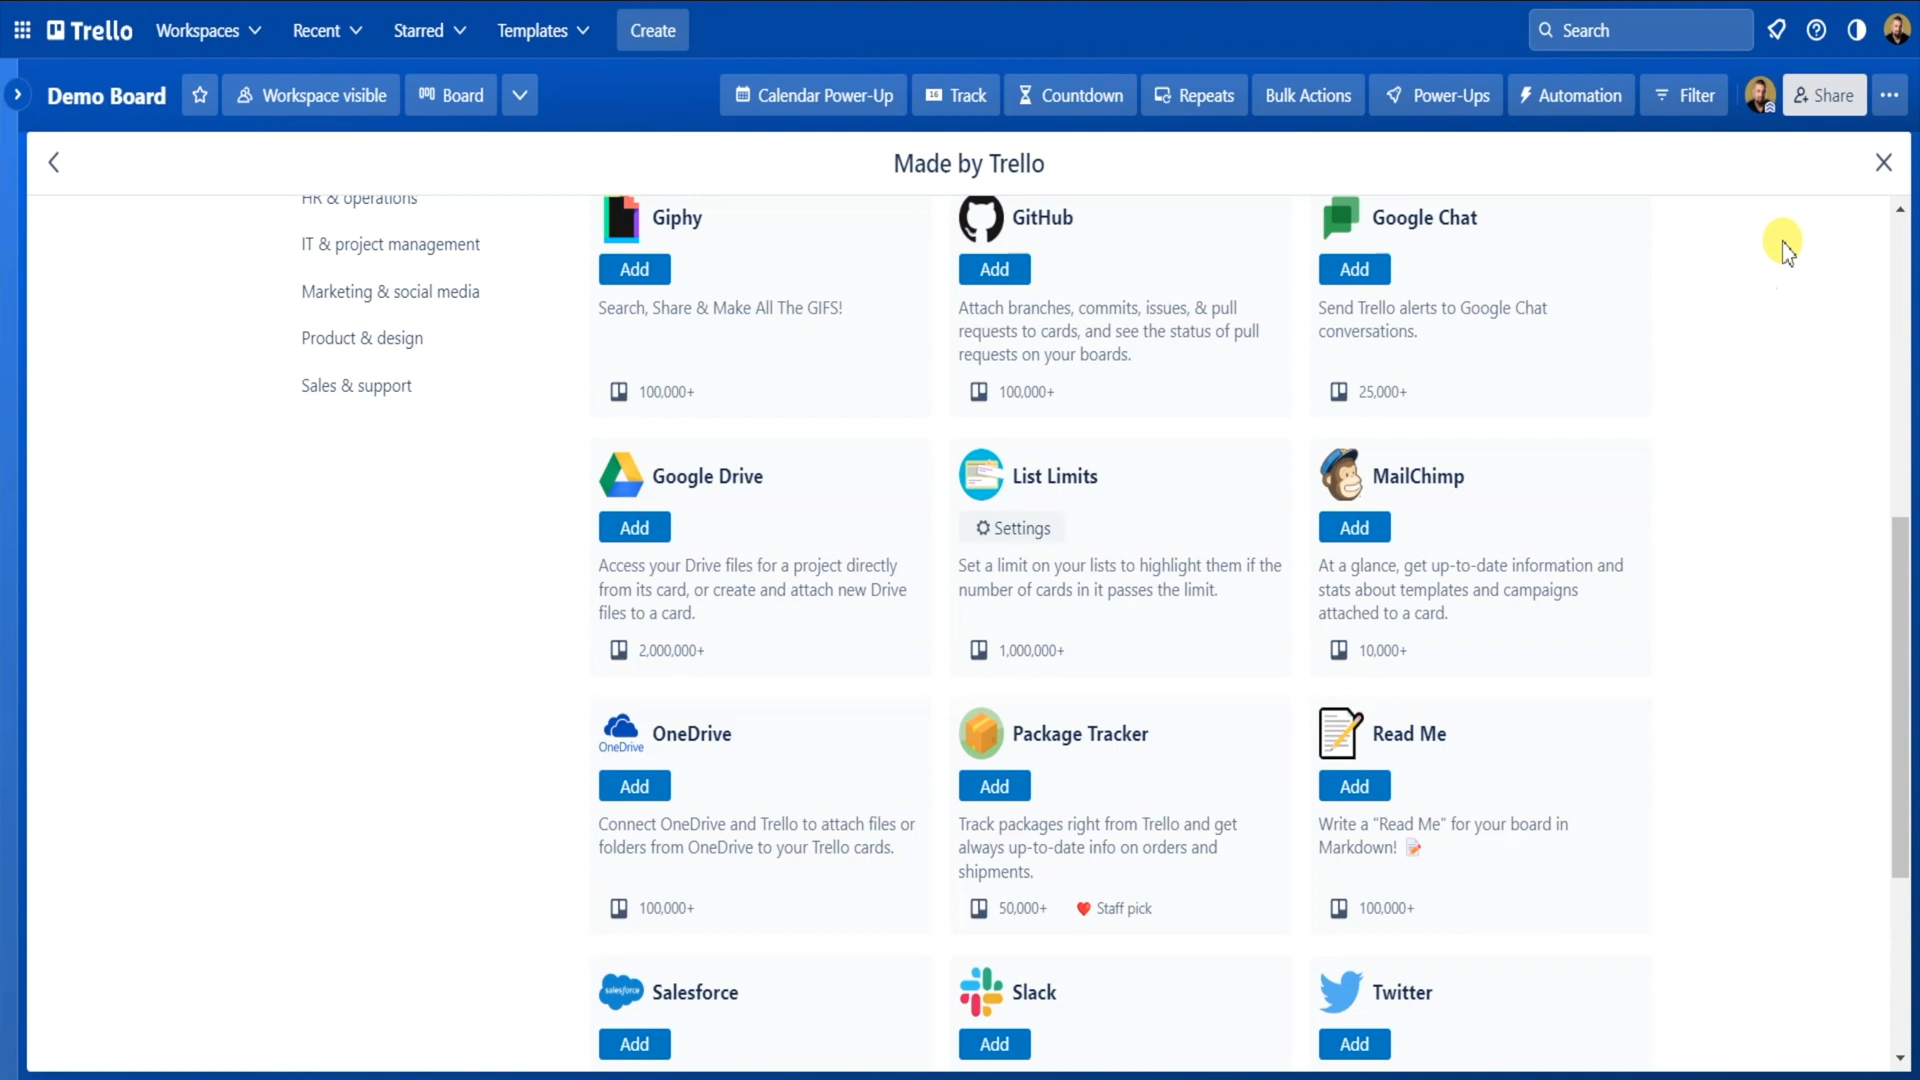 Trello
Workspaces
Recent
Starred
Templates
Create
Search
Demo Board
Workspace visible
Board
Calendar Power-Up
16 Track
Countdown
Repeats
Bulk Actions
Power-Ups
Automation
Filter
Share
Made by Trello
HR & operations
IT & project management
Marketing & social media
Product & design
Sales & support
Giphy
Add
Search, Share & Make All The GIFS!
100,000+
GitHub
Add
Attach branches, commits, issues, & pull
requests to cards, and see the status of pull
requests on your boards.
100,000+
Google Chat
Add
Send Trello alerts to Google Chat
conversations.
25,000+
Google Drive
Add
Access your Drive files for a project directly
from its card, or create and attach new Drive
files to a card.
2,000,000+
List Limits
Settings
Set a limit on your lists to highlight them if the
number of cards in it passes the limit.
1,000,000+
MailChimp
Add
At a glance, get up-to-date information and
stats about templates and campaigns
attached to a card.
10,000+
OneDrive
OneDrive
Add
Connect OneDrive and Trello to attach files or
folders from OneDrive to your Trello cards.
100,000+
Package Tracker
Add
Track packages right from Trello and get
always up-to-date info on orders and
shipments.
50,000+ Staff pick
Read Me
Add
Write a "Read Me" for your board in
Markdown!
100,000+
salesforce
Salesforce
Add
Slack
Add
Twitter
Add